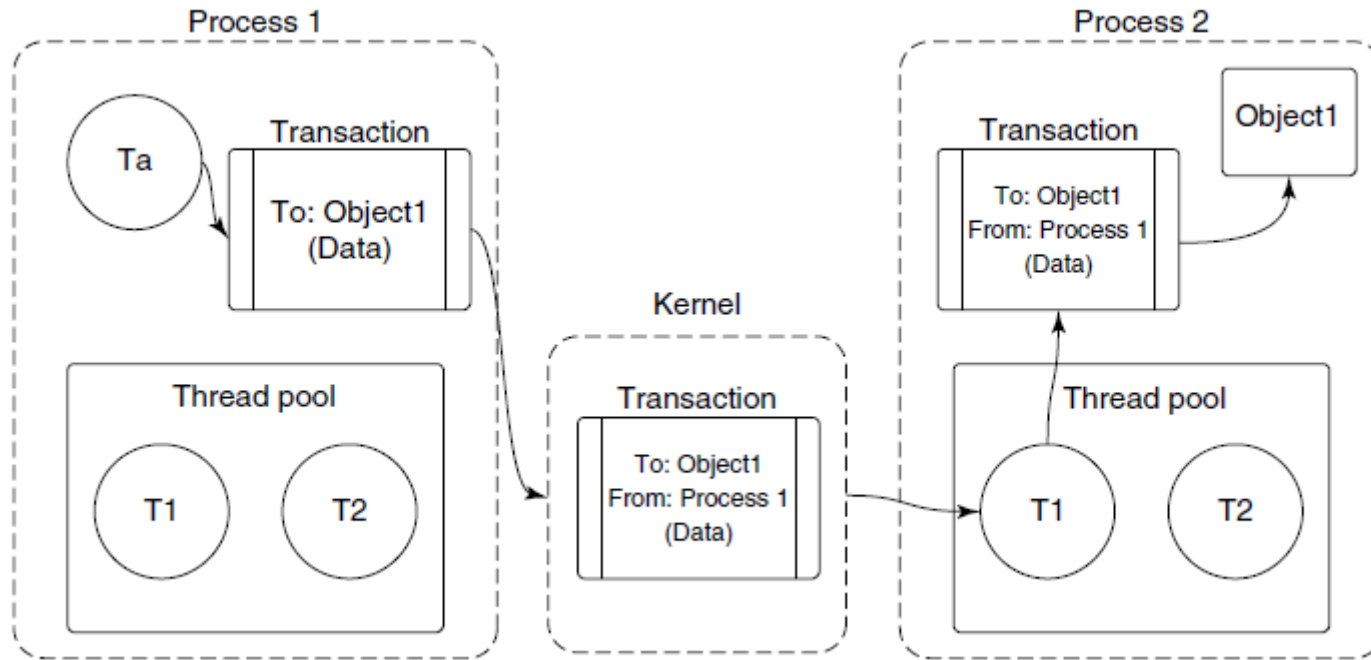 Process 1
Ta
Transaction
To: Object1
(Data)
Thread pool
T1
T2
Kernel
Transaction
To: Object1
From: Process 1
(Data)
Process 2
Transaction
To: Object1
From: Process 1
(Data)
Object1
Thread pool
T1
T2